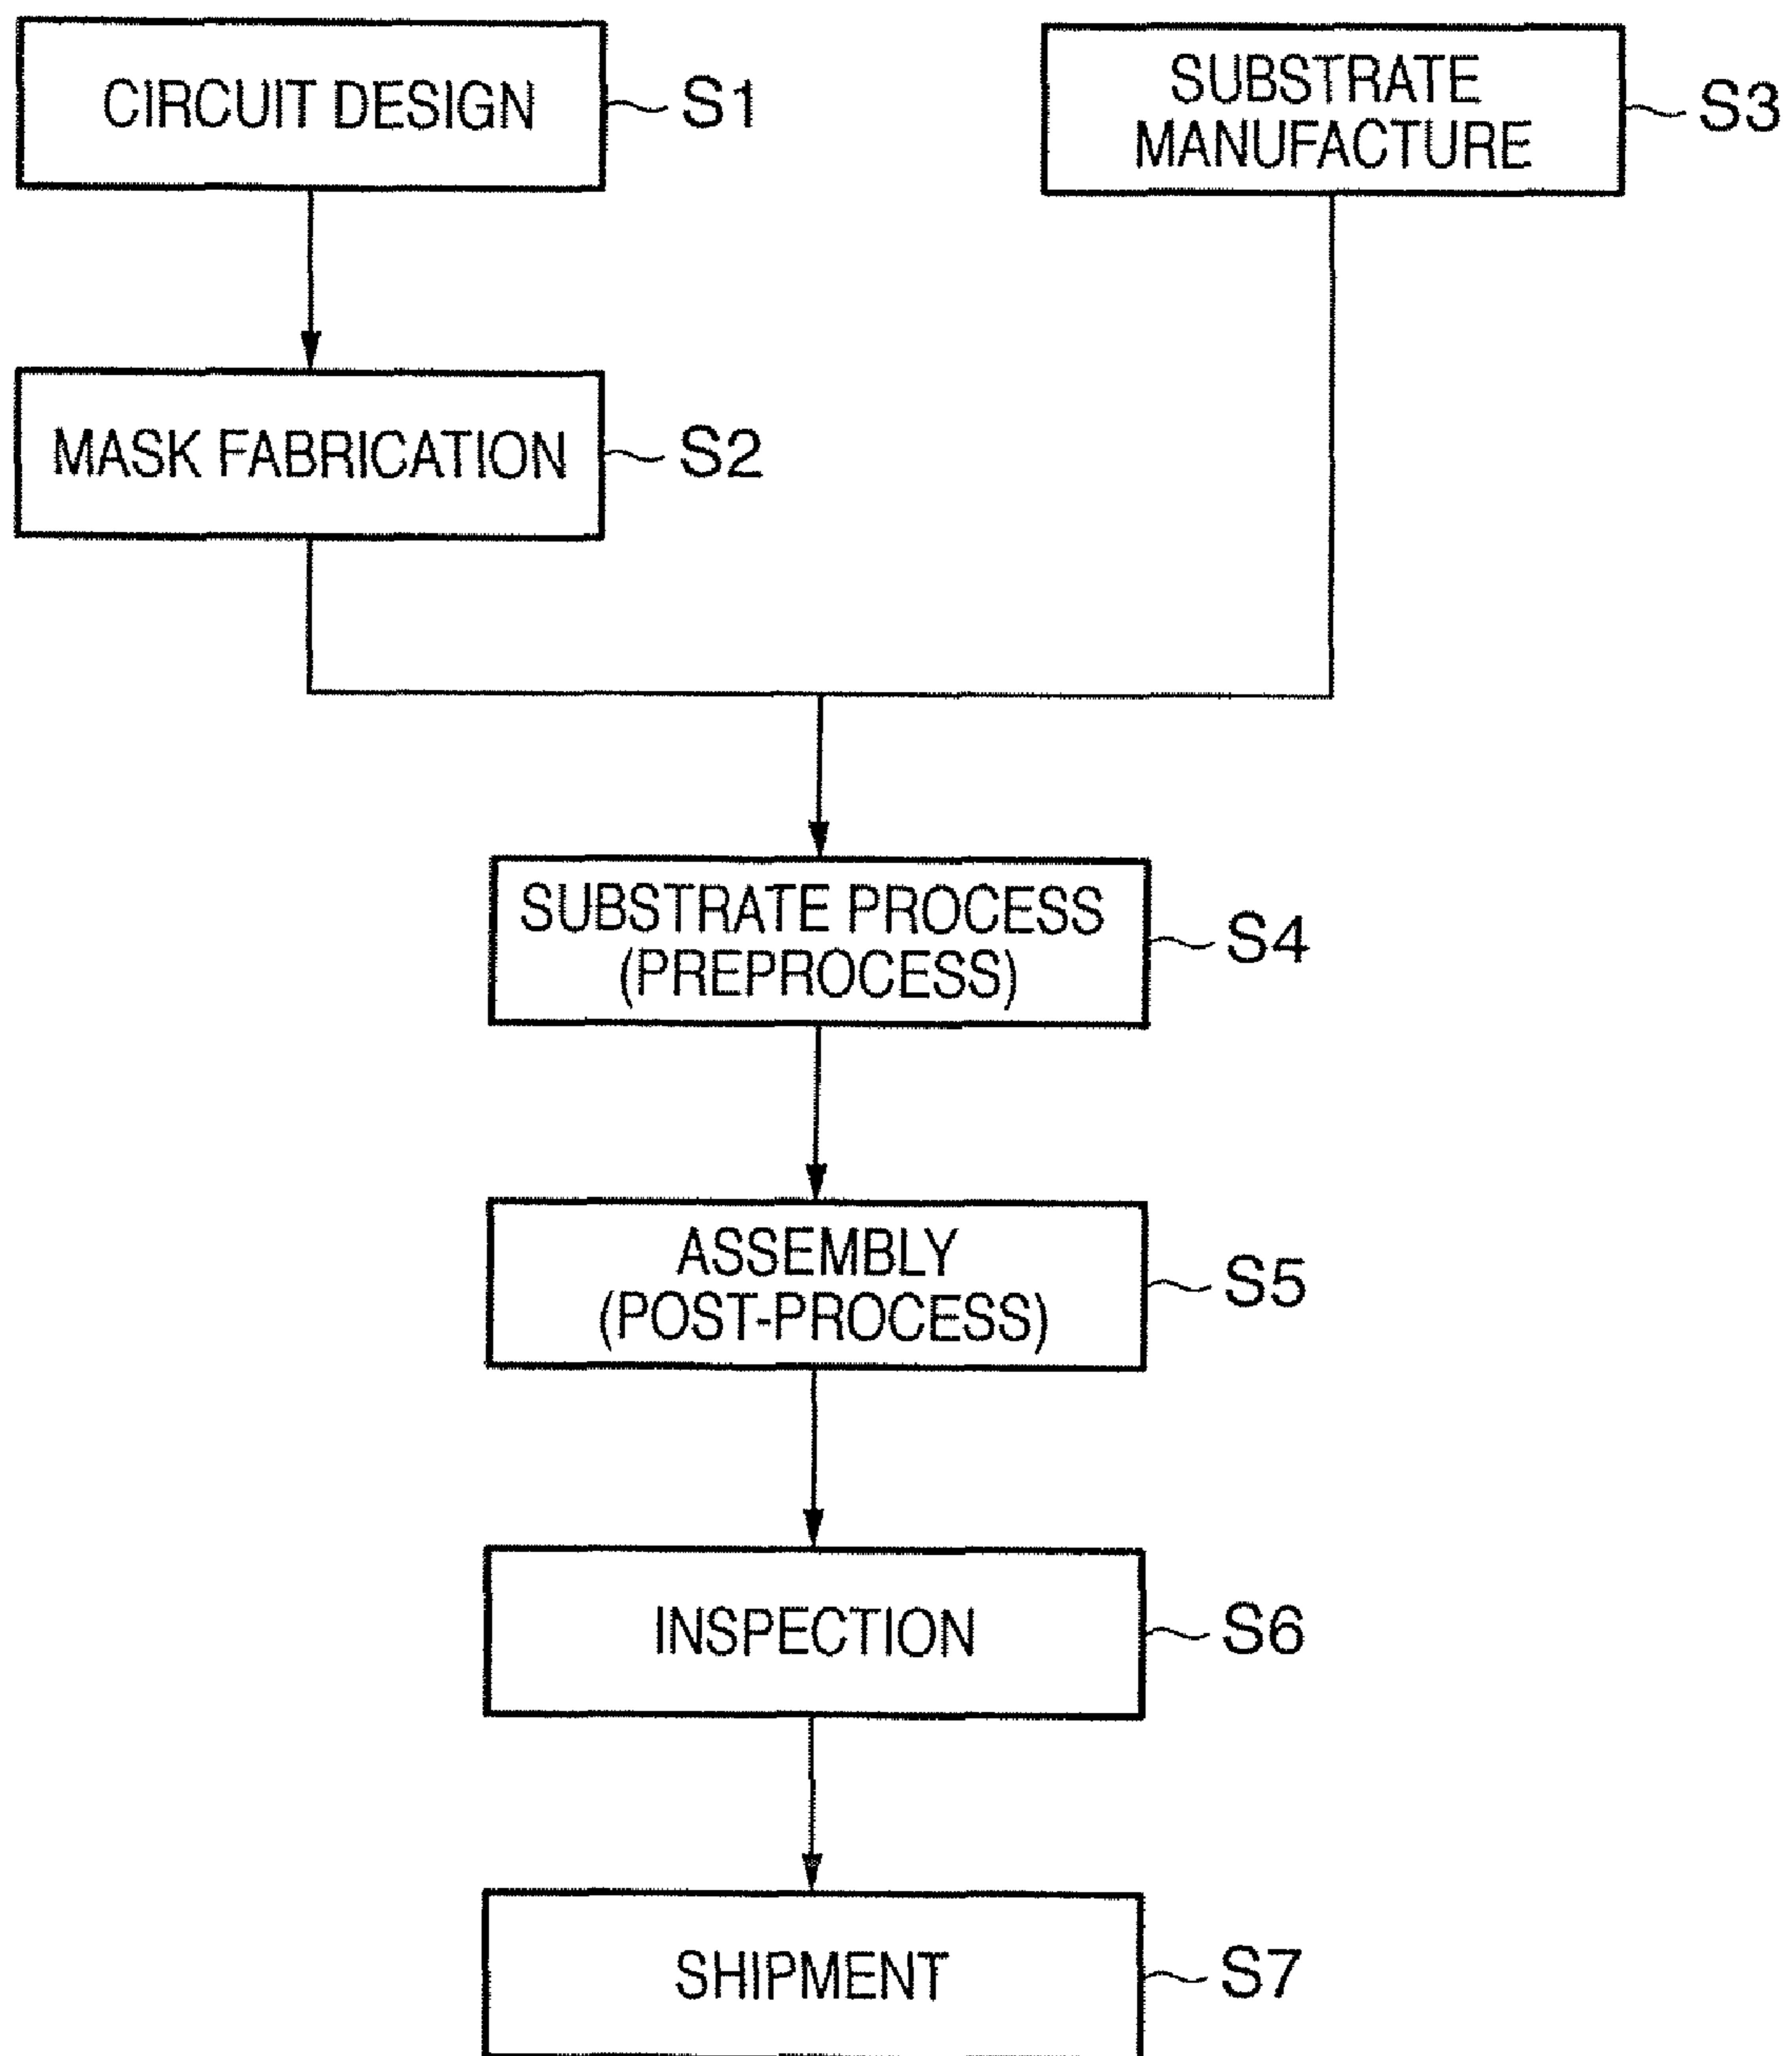 CIRCUIT DESIGN
S1
SUBSTRATE
MANUFACTURE
S3
MASK FABRICATION
S2
SUBSTRATE PROCESS
(PREPROCESS)
S4
ASSEMBLY
(POST-PROCESS)
S5
INSPECTION
S6
SHIPMENT
S7